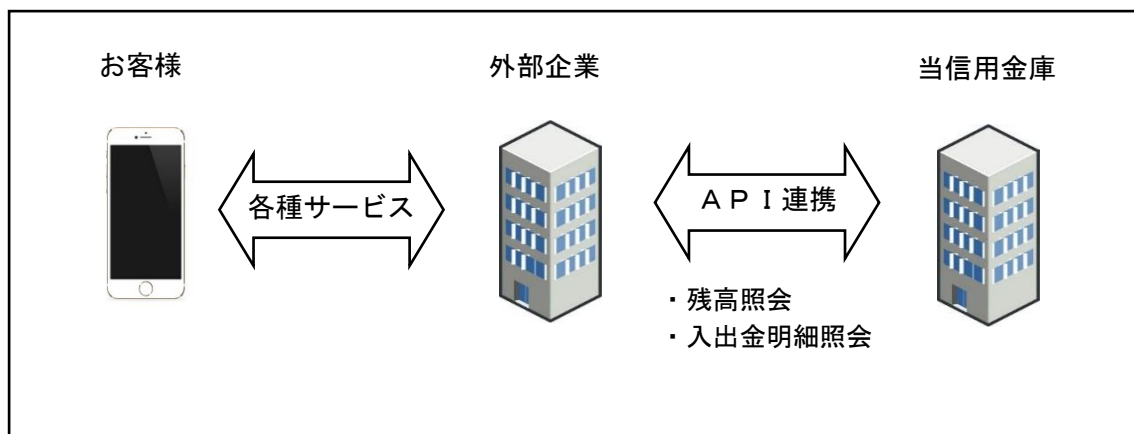 お客様
外部企業
当信用金庫
各種サービス
API連携
・残高照会
・入出金明細照会